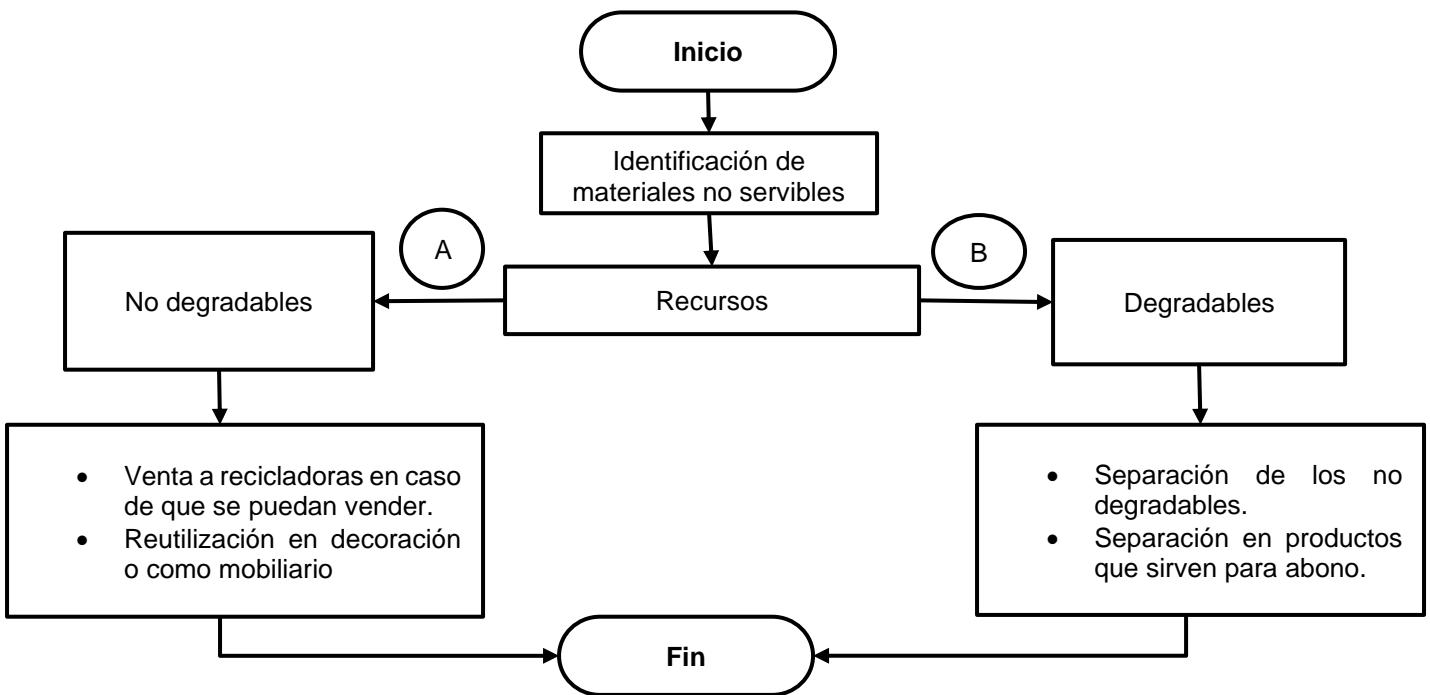 Inicio
Identificación de
materiales no servibles
A
B
No degradables
Recursos
Degradables
• Venta a recicladoras en caso
de que se puedan vender.
• Reutilización en decoración
o como mobiliario
• Separación de los no
degradables.
• Separación en productos
que sirven para abono.
Fin